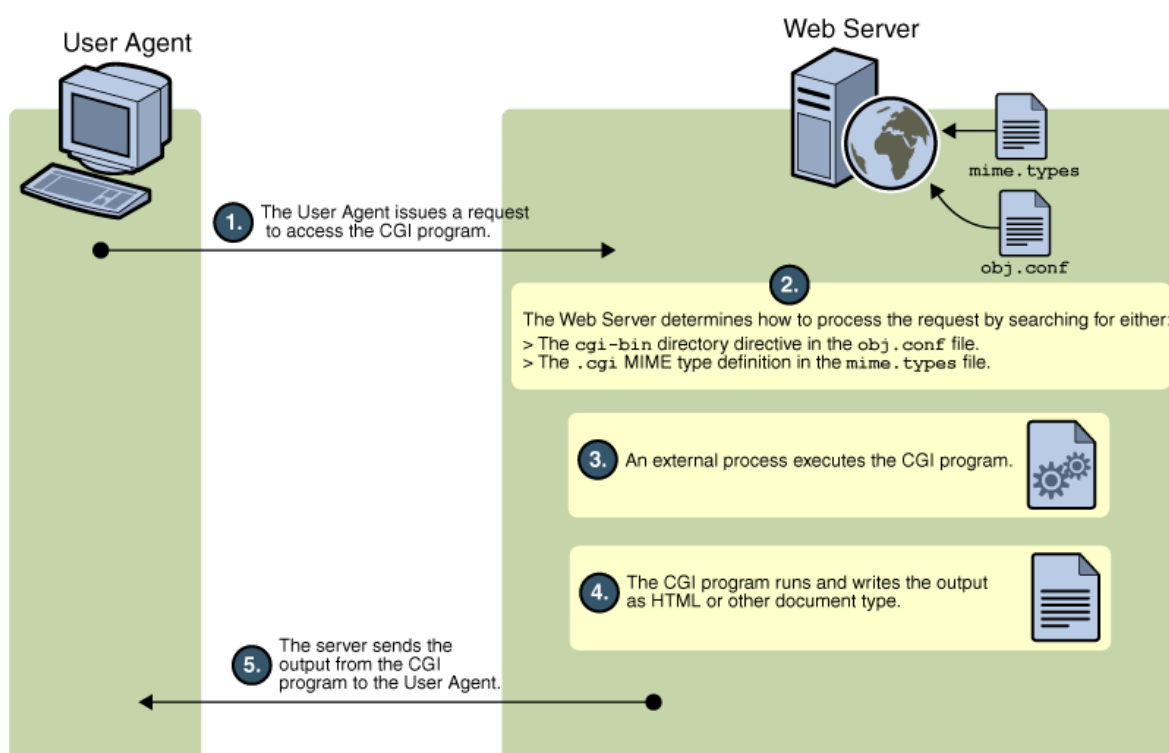 User Agent
Web Server
mime.types
obj.conf
1.
The User Agent issues a request
to access the CGI program.
2.
The Web Server determines how to process the request by searching for either:
> The cgi-bin directory directive in the obj.conf file.
> The .cgi MIME type definition in the mime.types file.
3.
An external process executes the CGI program.
4.
The CGI program runs and writes the output
as HTML or other document type.
5.
The server sends the
output from the CGI
program to the User Agent.